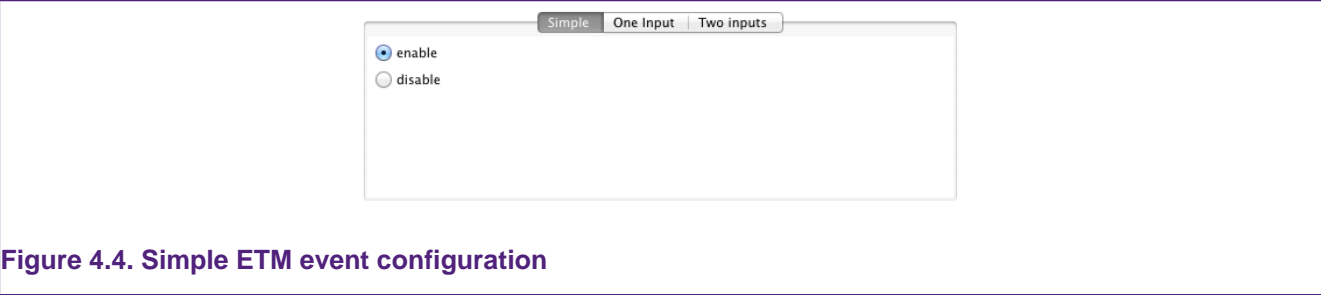 Simple One Input Two inputs
enable
disable
Figure 4.4. Simple ETM event configuration